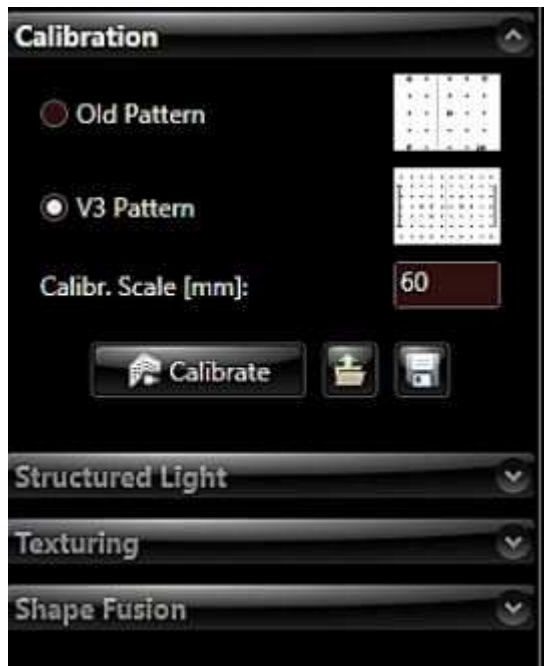 Calibration
Old Pattern
V3 Pattern
Calibr. Scale [mm]: 60
Calibrate
Structured Light
Texturing
Shape Fusion